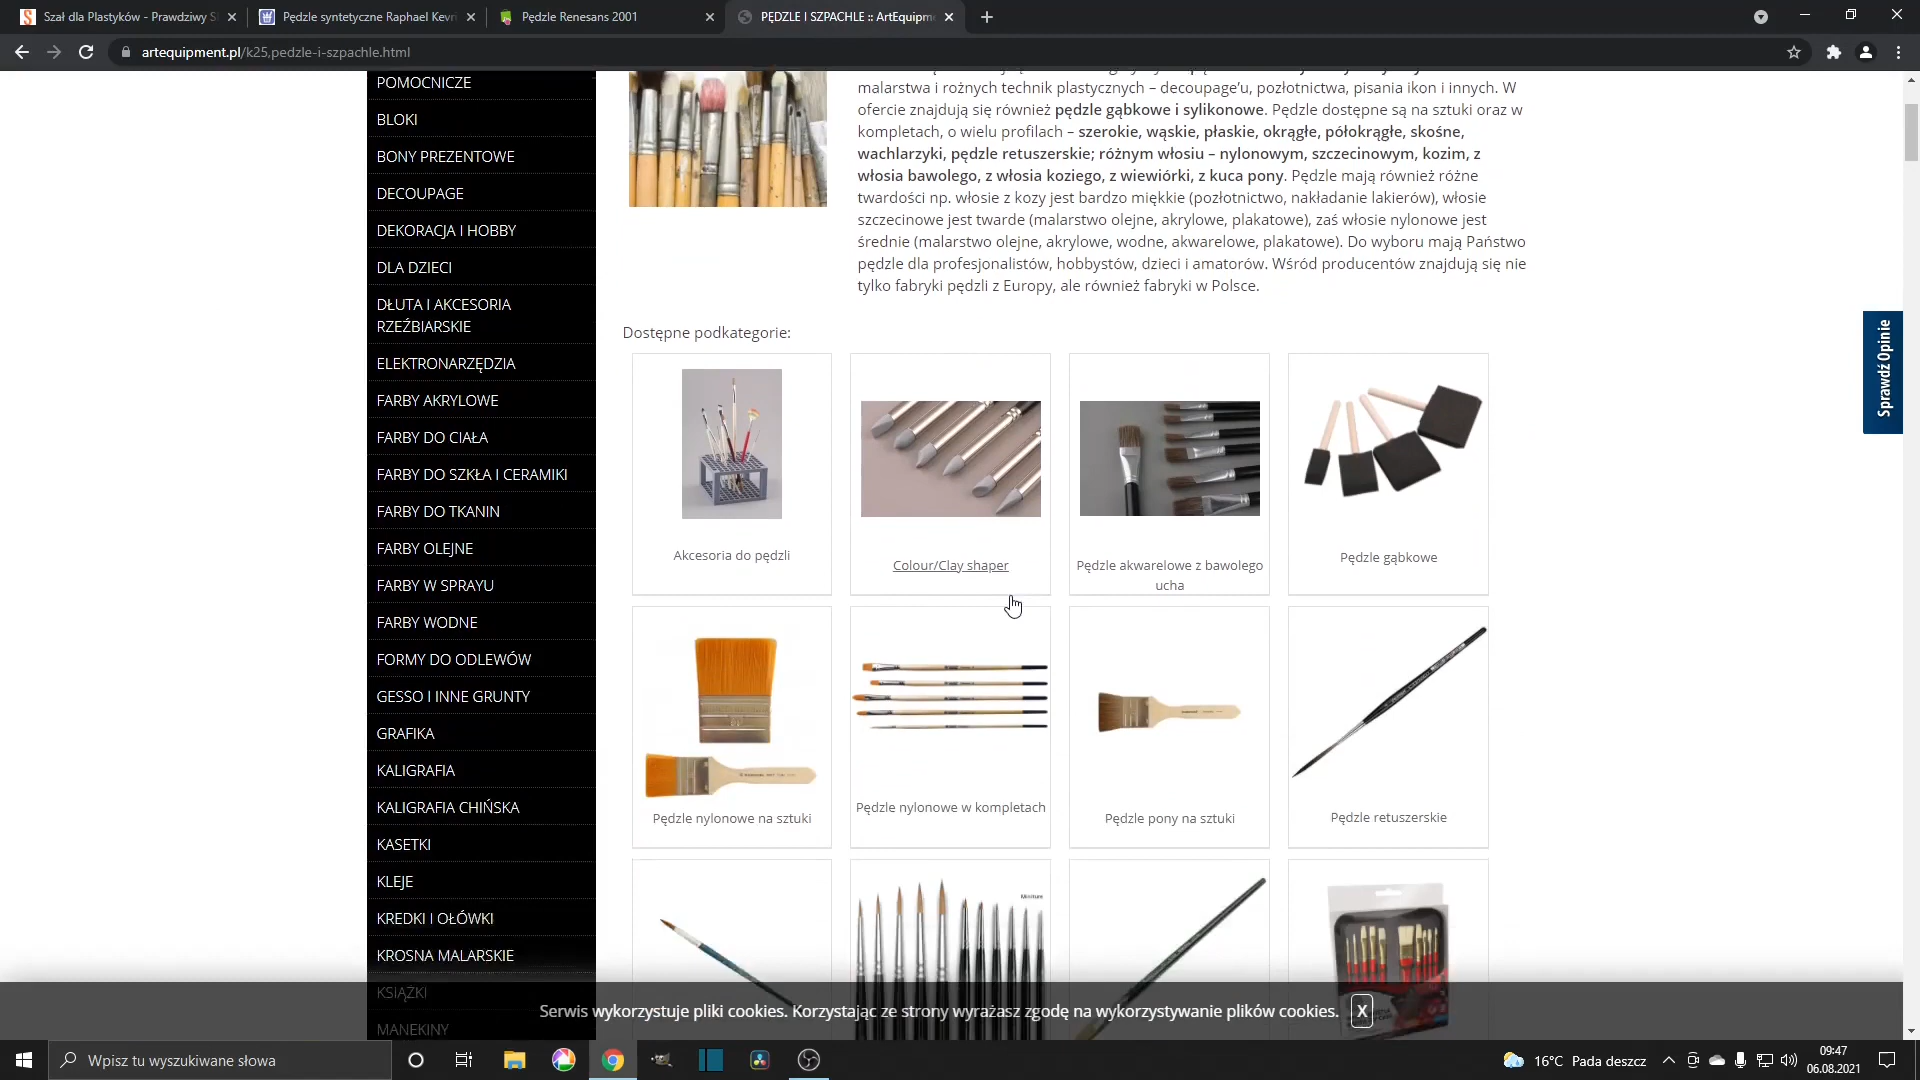 Szał dla Plastyków - Prawdziwy S
Pędzle syntetyczne Raphael Kevr
Pędzle Renesans 2001
PĘDZLE I SZPACHLE :: ArtEquipm
artequipment.pl/k25,pedzle-i-szpachle.html
POMOCNICZE
BLOKI
BONY PREZENTOWE
DECOUPAGE
DEKORACJA I HOBBY
DLA DZIECI
DŁUTA I AKCESORIA
RZEŹBIARSKIE
ELEKTRONARZĘDZIA
FARBY AKRYLOWE
FARBY DO CIAŁA
FARBY DO SZKŁA I CERAMIKI
FARBY DO TKANIN
FARBY OLEJNE
FARBY W SPRAYU
FARBY WODNE
FORMY DO ODLEWÓW
GESSO I INNE GRUNTY
GRAFIKA
KALIGRAFIA
KALIGRAFIA CHIŃSKA
KASETKI
KLEJE
KREDKI I OŁÓWKI
KROSNA MALARSKIE
KSIĄŻKI
MANEKINY
malarstwa i rożnych technik plastycznych – decoupage’u, pozłotnictwa, pisania ikon i innych. W
ofercie znajdują się również pędzle gąbkowe i sylikonowe. Pędzle dostępne są na sztuki oraz w
kompletach, o wielu profilach – szerokie, wąskie, płaskie, okrągłe, półokrągłe, skośne,
wachlarzyki, pędzle retuszerskie; różnym włosiu – nylonowym, szczecinowym, kozim, z
włosia bawolego, z włosia koziego, z wiewiórki, z kuca pony. Pędzle mają również różne
twardości np. włosie z kozy jest bardzo miękkie (pozłotnictwo, nakładanie lakierów), włosie
szczecinowe jest twarde (malarstwo olejne, akrylowe, plakatowe), zaś włosie nylonowe jest
średnie (malarstwo olejne, akrylowe, wodne, akwarelowe, plakatowe). Do wyboru mają Państwo
pędzle dla profesjonalistów, hobbystów, dzieci i amatorów. Wśród producentów znajdują się nie
tylko fabryki pędzli z Europy, ale również fabryki w Polsce.
Dostępne podkategorie:
Akcesoria do pędzli
Colour/Clay shaper
Pędzle akwarelowe z bawolego
ucha
Pędzle gąbkowe
Pędzle nylonowe na sztuki
Pędzle nylonowe w kompletach
Pędzle pony na sztuki
Pędzle retuszerskie
Miniature
Sprawdź Opinie
Serwis wykorzystuje pliki cookies. Korzystając ze strony wyrażasz zgodę na wykorzystywanie plików cookies. X
Wpisz tu wyszukiwane słowa
16°C Pada deszcz
09:47
06.08.2021